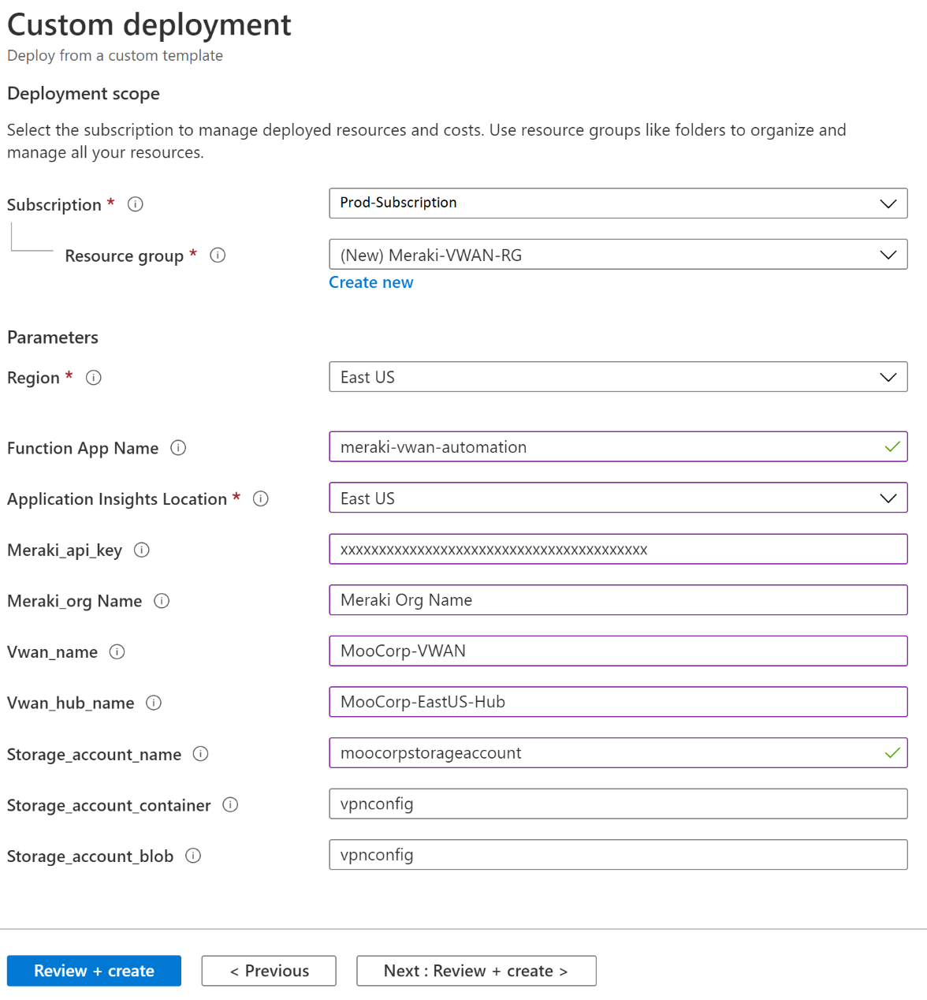 Custom deployment
Deploy from a custom template
Deployment scope
Select the subscription to manage deployed resources and costs. Use resource groups like folders to organize and
manage all your resources.
Subscription *
Prod-Subscription
Resource group *
(New) Meraki-VWAN-RG
Create new
Parameters
Region *
East US
Function App Name
meraki-vwan-automation
Application Insights Location *
East US
Meraki_api_key
xxxxxxxxxxxxxxxxxxxxxxxxxxxxxxxxxxxxxxxx
Meraki_org Name
Meraki Org Name
Vwan_name
MooCorp-VWAN
Vwan_hub_name
MooCorp-EastUS-Hub
Storage_account_name
moocorpstorageaccount
Storage_account_container
vpnconfig
Storage_account_blob
vpnconfig
Review + create
< Previous
Next : Review + create >